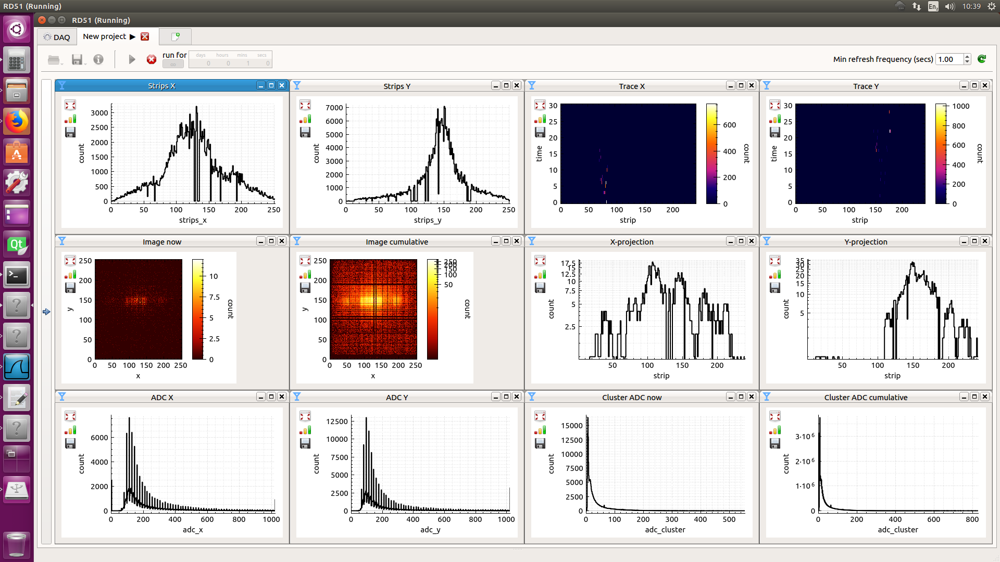 RD51 (Running)
En2
10:39
RD51 (Running)
DAQ
New project
run for
days hours mins secs
∞
0 0 1 0
Min refresh frequency (secs) 1.00
Strips X
3000
2500
2000
1500
1000
500
0
count
0 50 100 150 200 250
strips_x
Strips Y
7000
6000
5000
4000
3000
2000
1000
0
count
0 50 100 150 200 250
strips_y
Trace X
30
25
20
15
10
5
0
time
0 50 100 150 200
strip
600
400
200
0
count
Trace Y
30
25
20
15
10
5
0
time
0 50 100 150 200
strip
1000
800
600
400
200
0
count
Image now
250
200
150
100
50
0
y
0 50 100 150 200 250
x
10
7.5
5
2.5
0
count
Image cumulative
250
200
150
100
50
0
y
0 50 100 150 200 250
x
250
200
150
100
50
count
X-projection
17.5
15
12.5
10
7.5
5
2.5
count
50 100 150 200
strip
Y-projection
35
30
25
20
15
10
5
count
50 100 150 200
strip
ADC X
6000
4000
2000
0
count
0 200 400 600 800 1000
adc_x
ADC Y
12500
10000
7500
5000
2500
0
count
0 200 400 600 800 1000
adc_y
Cluster ADC now
15000
12500
10000
7500
5000
2500
0
count
0 100 200 300 400 500
adc_cluster
Cluster ADC cumulative
3·10⁶
2·10⁶
1·10⁶
0
count
0 200 400 600 800
adc_cluster